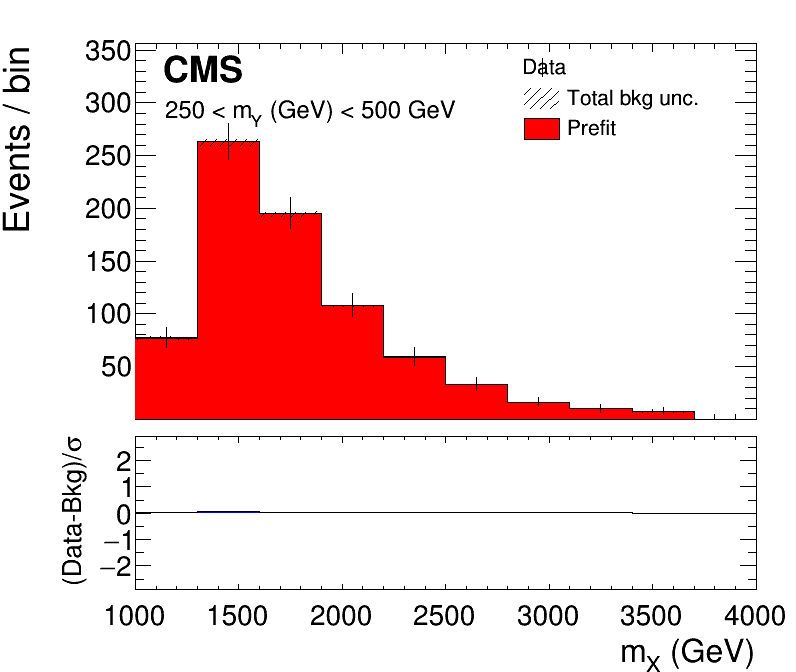 CMS
250 < mY (GeV) < 500 GeV
Data
Total bkg unc.
Prefit
Events / bin
350
300
250
200
150
100
50
(Data-Bkg)/σ
2
1
0
−1
−2
1000 1500 2000 2500 3000 3500 4000
mX (GeV)